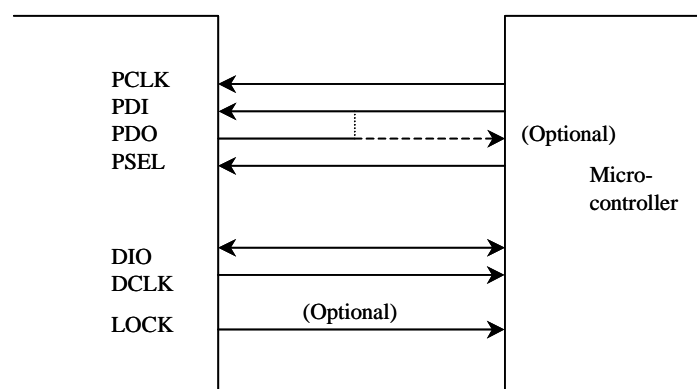 PCLK
PDI
PDO
(Optional)
PSEL
Micro-
controller
DIO
DCLK
(Optional)
LOCK